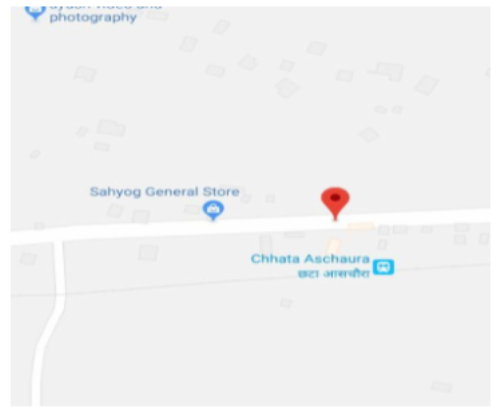 photography
Sahyog General Store
Chhata Aschaura
छटा आसचौरा